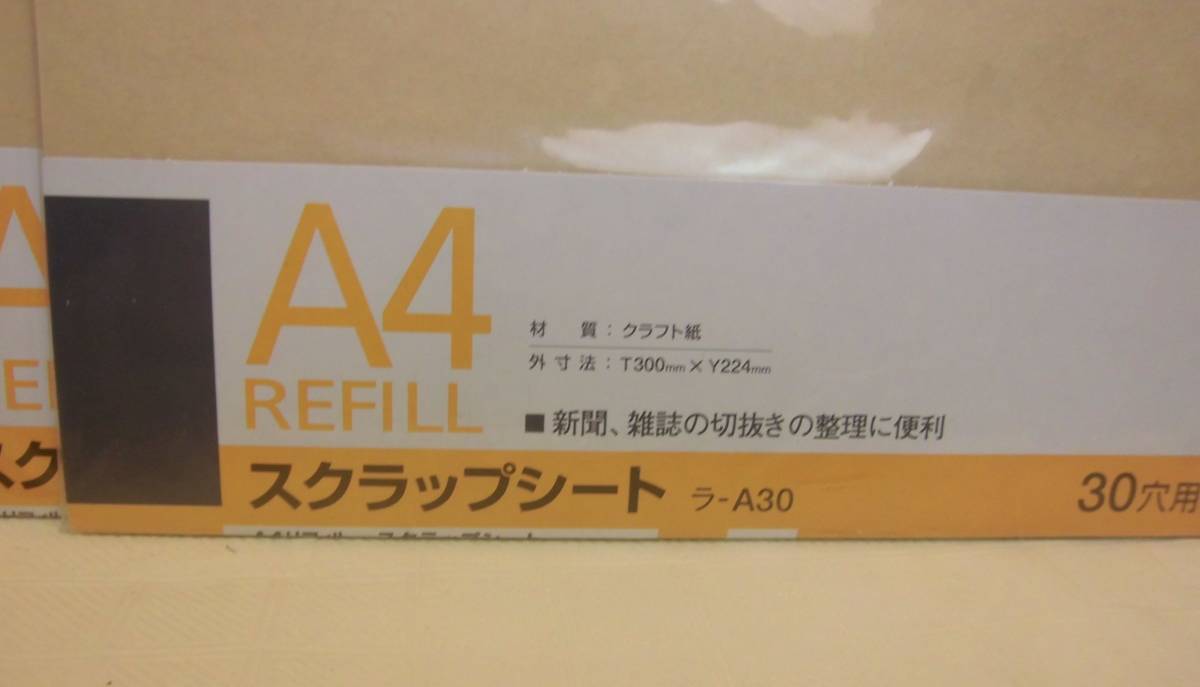 A4
REFILL
材 質 : クラフト紙
外 寸 法 : T300mm × Y224mm
■ 新聞、雑誌の切抜きの整理に便利
スクラップシート ラ-A30
30穴用
スク